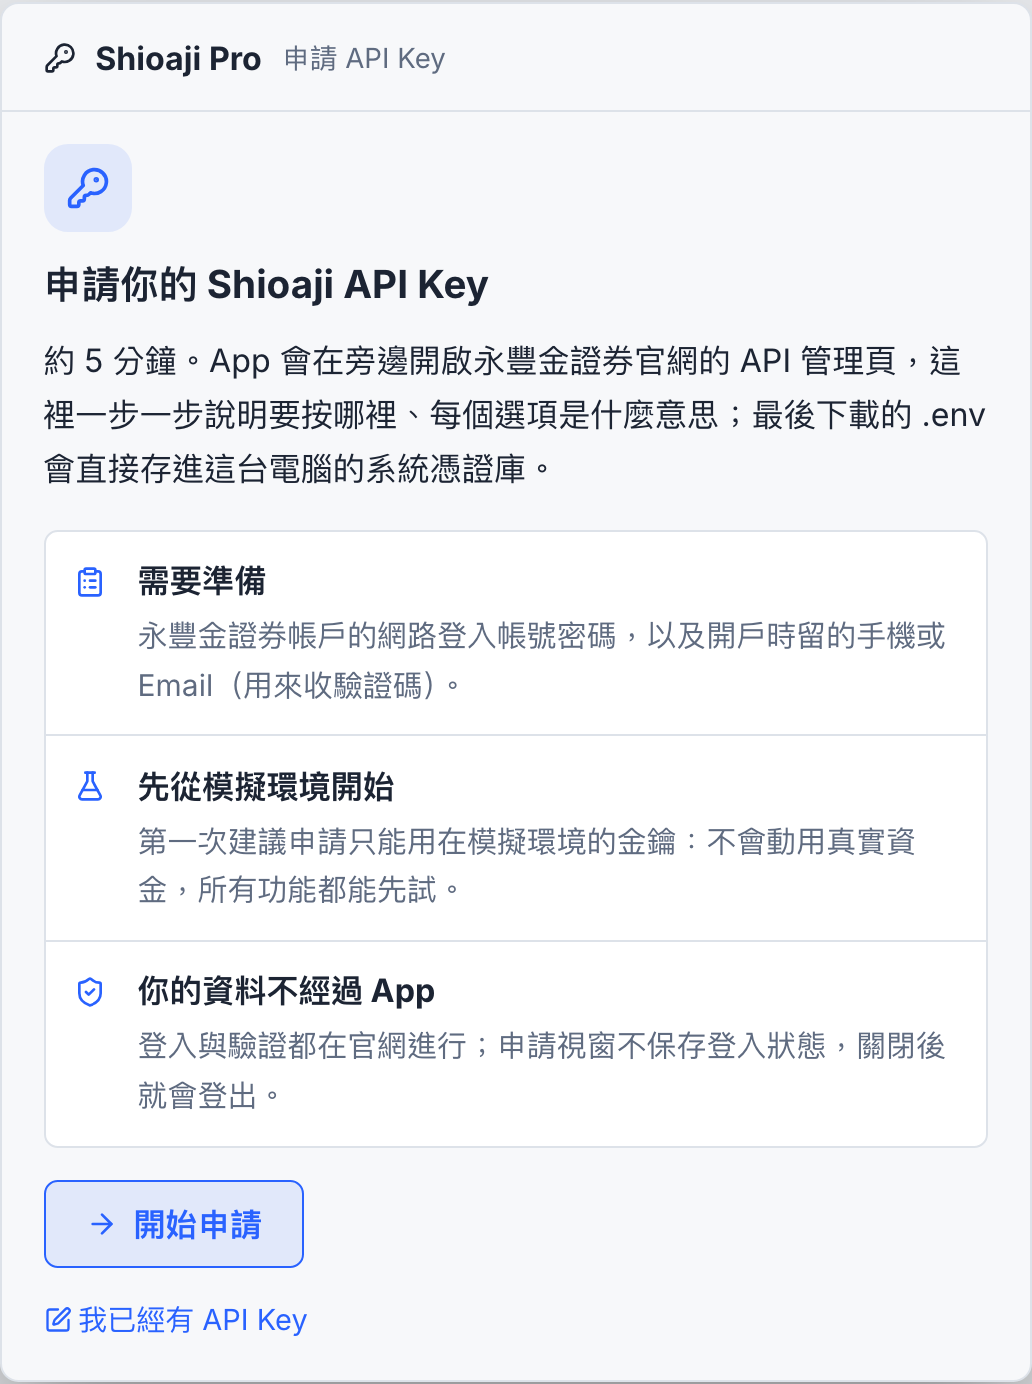 Shioaji Pro 申請 API Key
申請你的 Shioaji API Key
約 5 分鐘。App 會在旁邊開啟永豐金證券官網的 API 管理頁，這
裡一步一步說明要按哪裡、每個選項是什麼意思；最後下載的 .env
會直接存進這台電腦的系統憑證庫。
需要準備
永豐金證券帳戶的網路登入帳號密碼，以及開戶時留的手機或
Email（用來收驗證碼）。
先從模擬環境開始
第一次建議申請只能用在模擬環境的金鑰：不會動用真實資
金，所有功能都能先試。
你的資料不經過 App
登入與驗證都在官網進行；申請視窗不保存登入狀態，關閉後
就會登出。
開始申請
我已經有 API Key